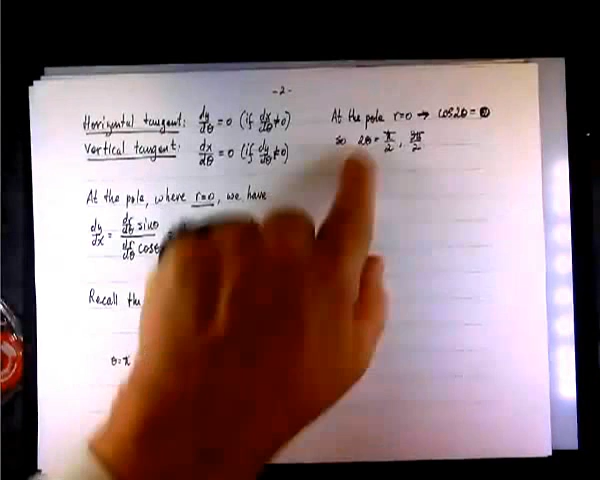 -2-
Horizontal tangent: dy/dθ = 0 (if dx/dθ ≠ 0)
Vertical tangent: dx/dθ = 0 (if dy/dθ ≠ 0)
At the pole, where r=0, we have
dy/dx = (dr/dθ sinθ)/(dr/dθ cosθ
Recall the
θ=π
At the pole r=0 → cos2θ =
so 2θ = π/2, 3π/2